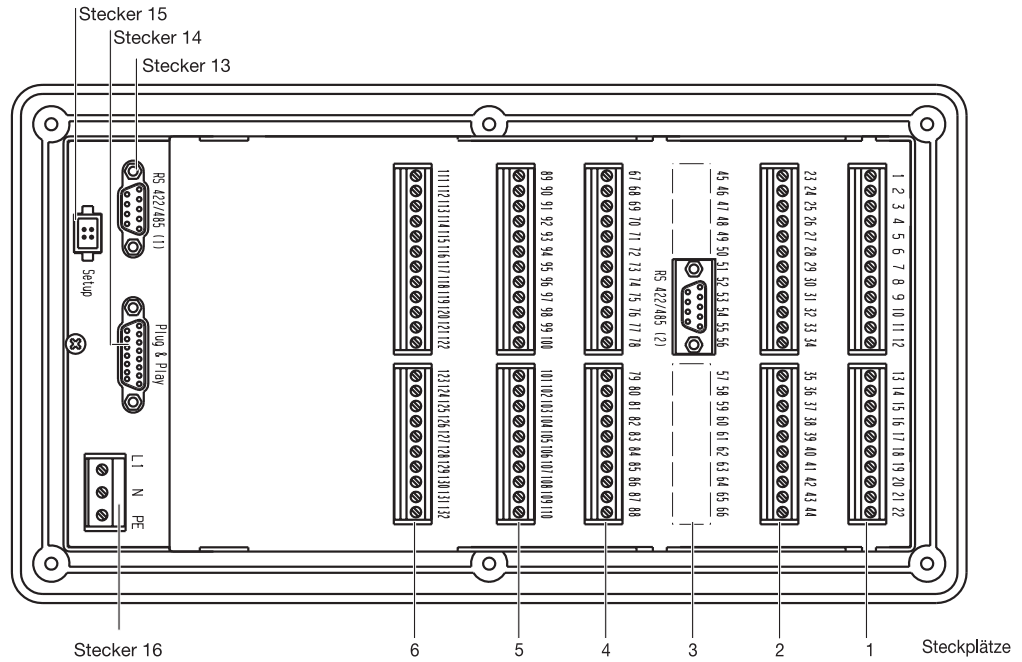 Stecker 15
Stecker 14
Stecker 13
RS 422/485 (1)
Setup
Plug & Play
L1 N PE
111 112 113 114 115 116 117 118 119 120 121 122
123 124 125 126 127 128 129 130 131 132
89 90 91 92 93 94 95 96 97 98 99 100
101 102 103 104 105 106 107 108 109 110
67 68 69 70 71 72 73 74 75 76 77 78
79 80 81 82 83 84 85 86 87 88
RS 422/485 (2)
45 46 47 48 49 50 51 52 53 54 55 56
57 58 59 60 61 62 63 64 65 66
23 24 25 26 27 28 29 30 31 32 33 34
35 36 37 38 39 40 41 42 43 44
1 2 3 4 5 6 7 8 9 10 11 12
13 14 15 16 17 18 19 20 21 22
Stecker 16
6 5 4 3 2 1 Steckplätze